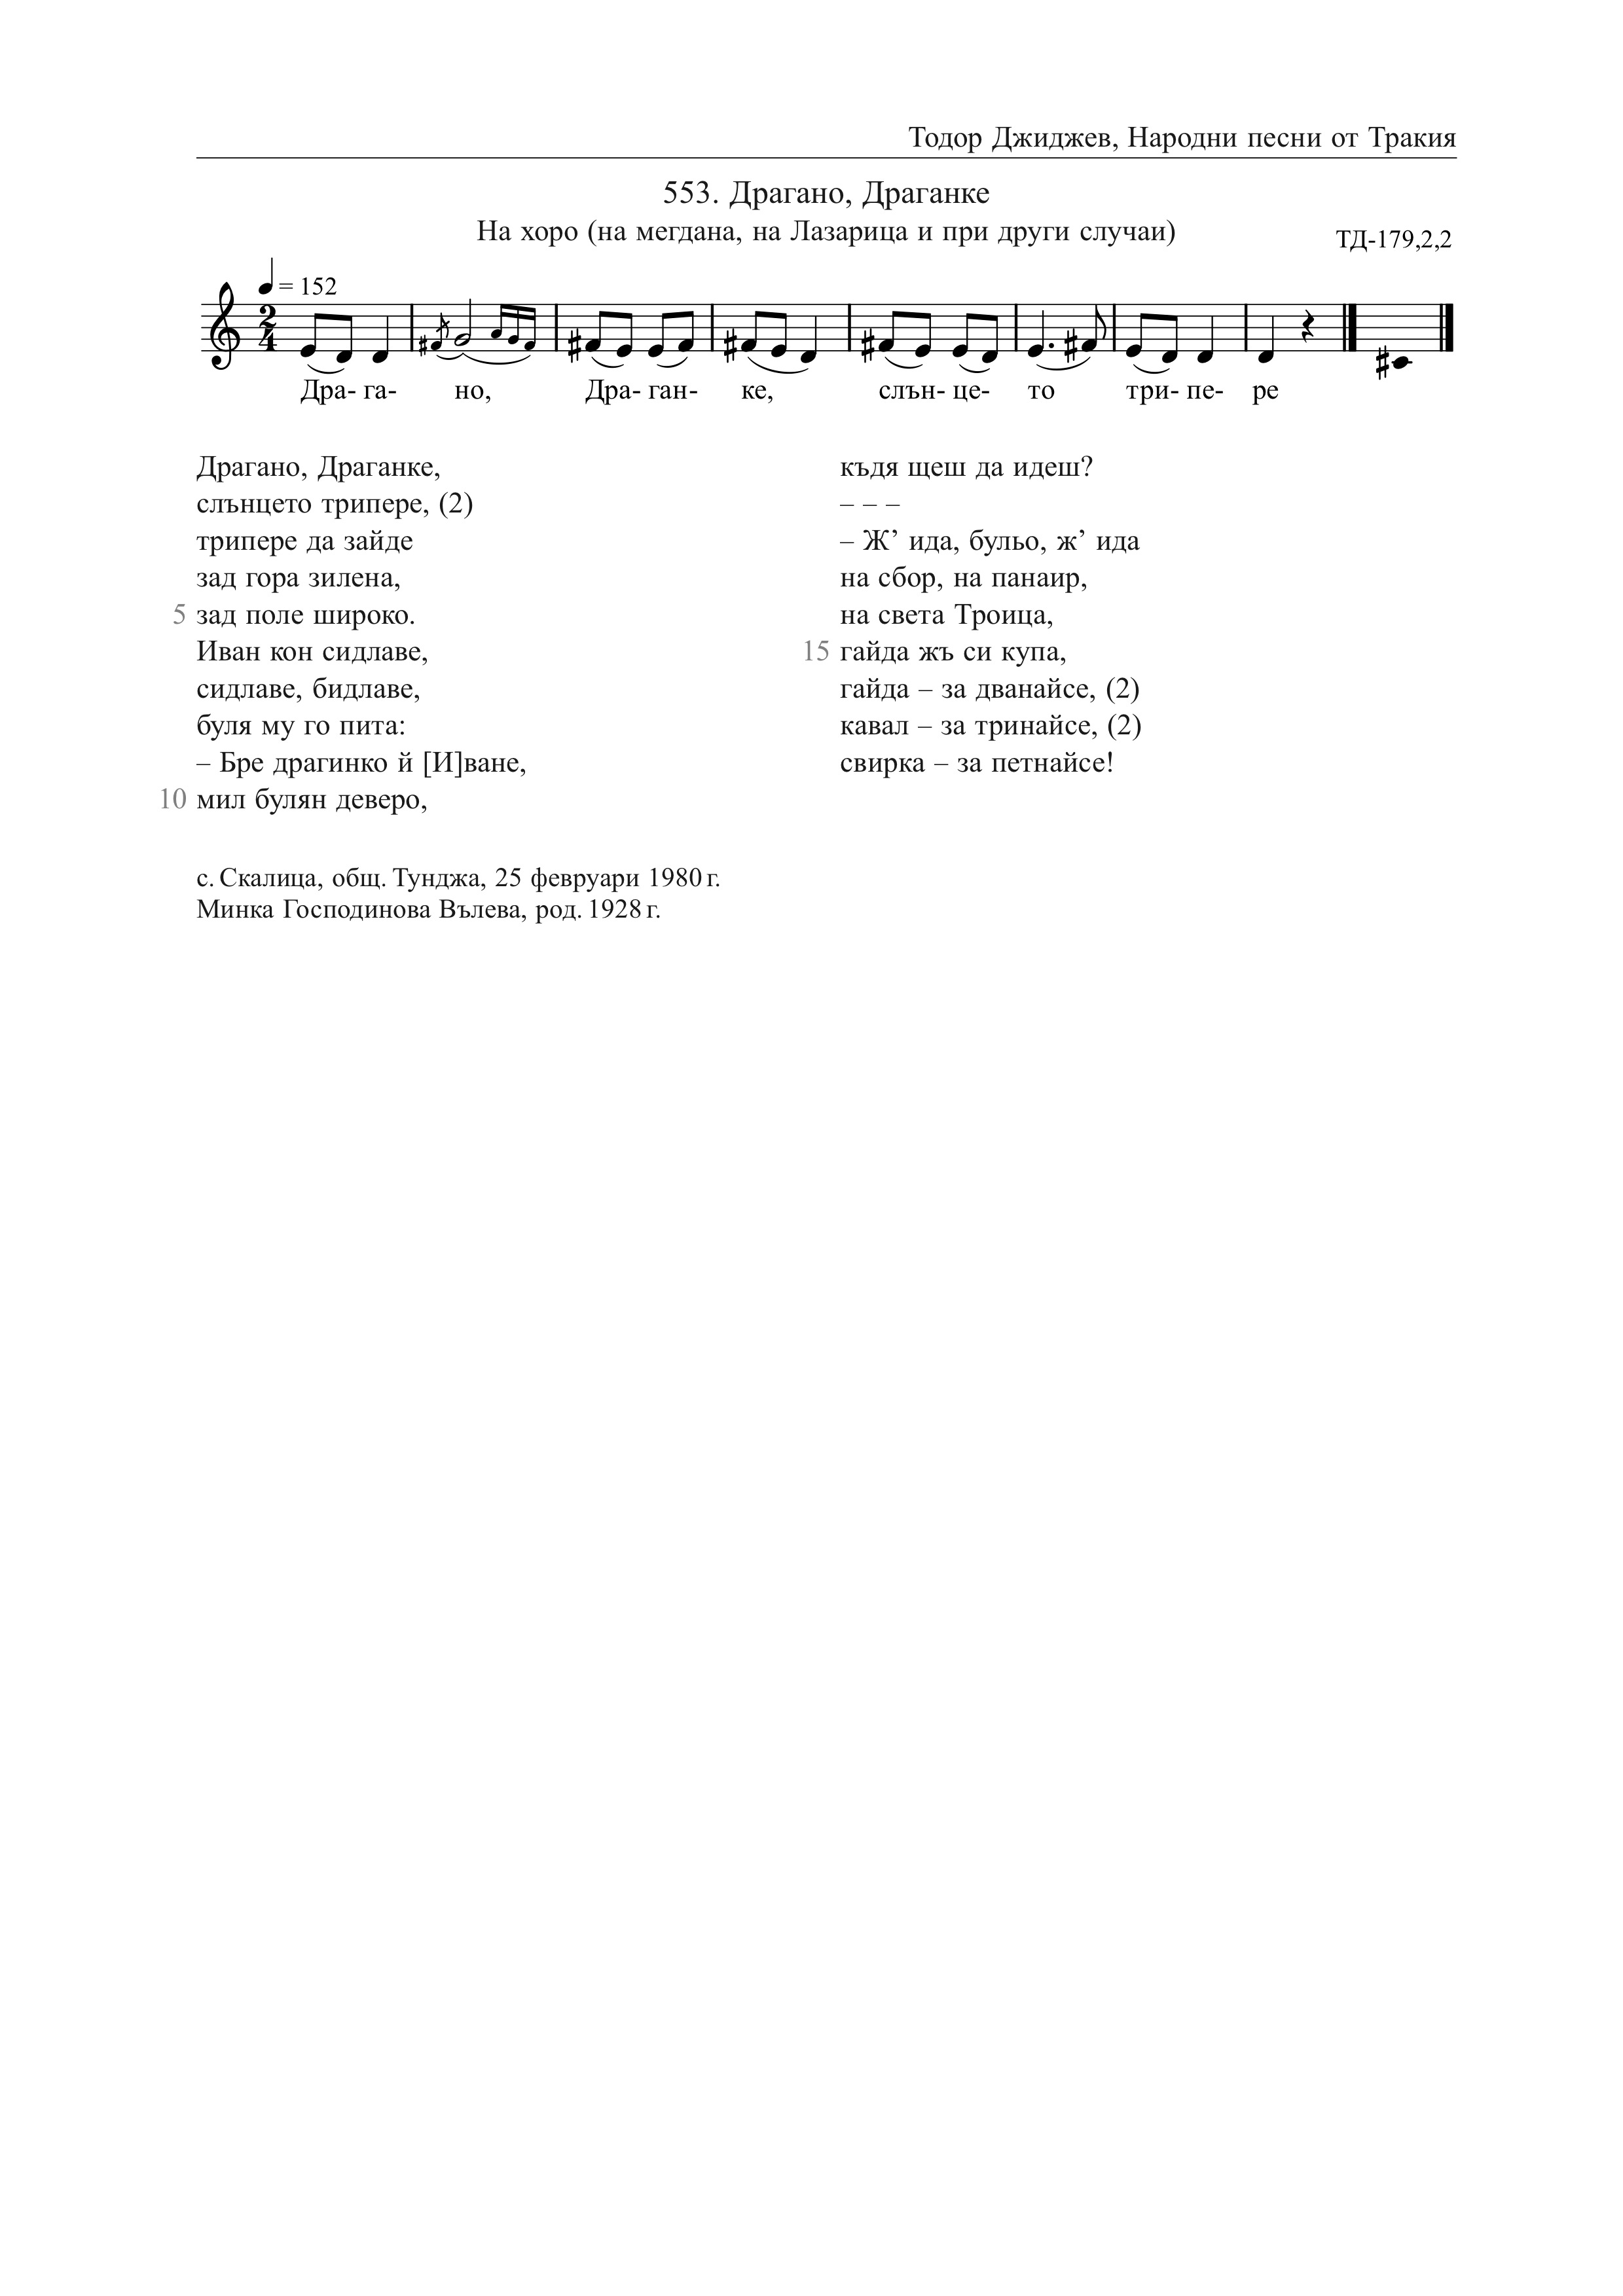 Тодор Джиджев, Народни песни от Тракия
553. Драгано, Драганке
На хоро (на мегдана, на Лазарица и при други случаи)
ТД-179,2,2
= 152
Дра- га- но, Дра- ган- ке, слън- це- то три- пе- ре
Драгано, Драганке,
слънцето трипере, (2)
трипере да зайде
зад гора зилена,
5 зад поле широко.
Иван кон сидлаве,
сидлаве, бидлаве,
буля му го пита:
– Бре драгинко й [И]ване,
10 мил булян деверо,
къдя щеш да идеш?
– – –
– Ж’ ида, бульо, ж’ ида
на сбор, на панаир,
на света Троица,
15 гайда жъ си купа,
гайда – за дванайсе, (2)
кавал – за тринайсе, (2)
свирка – за петнайсе!
с. Скалица, общ. Тунджа, 25 февруари 1980 г.
Минка Господинова Вълева, род. 1928 г.